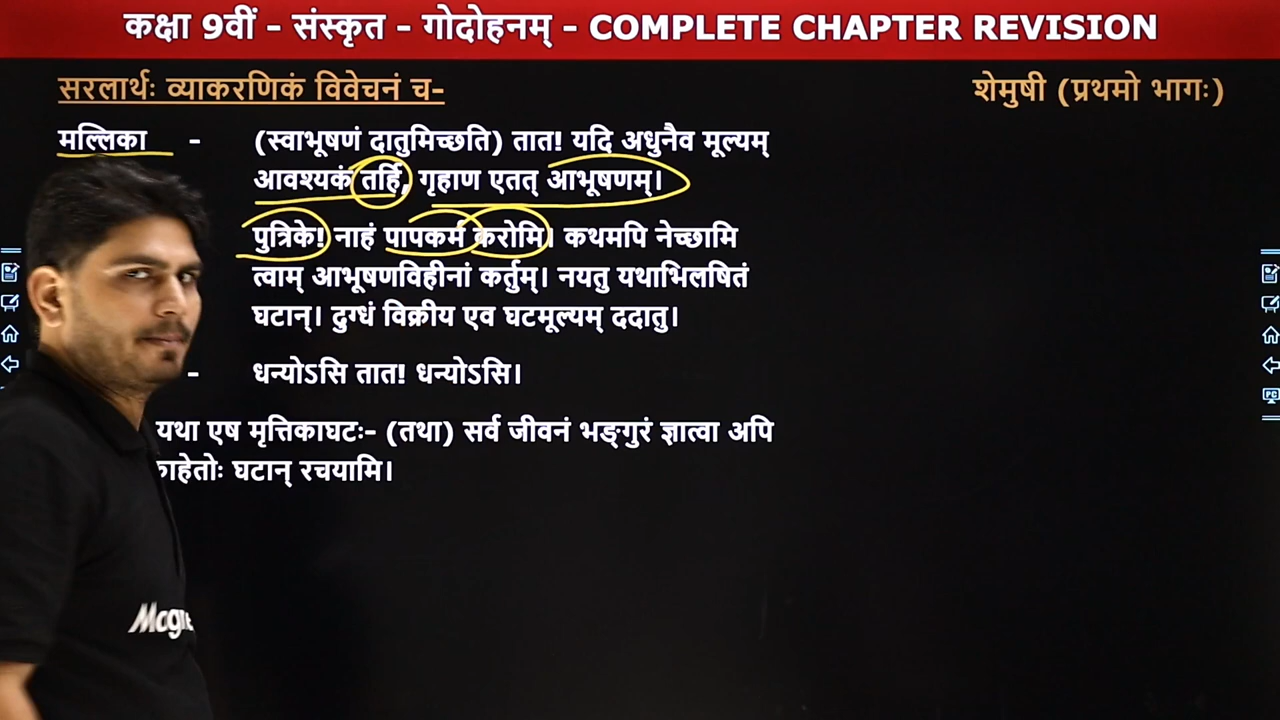 कक्षा 9वीं - संस्कृत - गोदोहनम् - COMPLETE CHAPTER REVISION
सरलार्थः व्याकरणिकं विवेचनं च-
शेमुषी (प्रथमो भागः)
मल्लिका - (स्वाभूषणं दातुमिच्छति) तात! यदि अधुनैव मूल्यम्
आवश्यकं तर्हि, गृहाण एतत् आभूषणम्।
पुत्रिके! नाहं पापकर्म करोमि। कथमपि नेच्छामि
त्वाम् आभूषणविहीनां कर्तुम्। नयतु यथाभिलषितं
घटान्। दुग्धं विक्रीय एव घटमूल्यम् ददातु।
- धन्योऽसि तात! धन्योऽसि।
यथा एष मृत्तिकाघटः- (तथा) सर्व जीवनं भङ्गुरं ज्ञात्वा अपि
घटान् रचयामि।